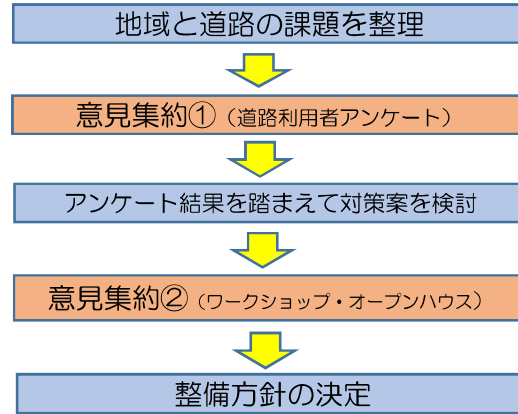 地域と道路の課題を整理
意見集約①（道路利用者アンケート）
アンケート結果を踏まえて対策案を検討
意見集約②（ワークショップ・オープンハウス）
整備方針の決定